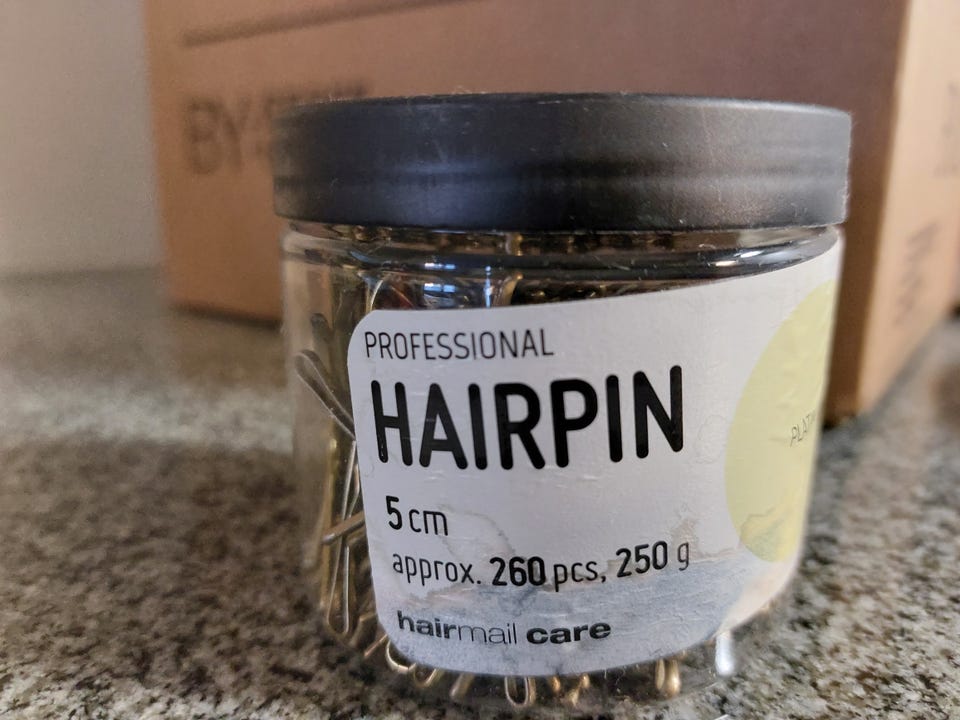 PROFESSIONAL
HAIRPIN
5 cm
approx. 260 pcs, 250 g
hairmail care